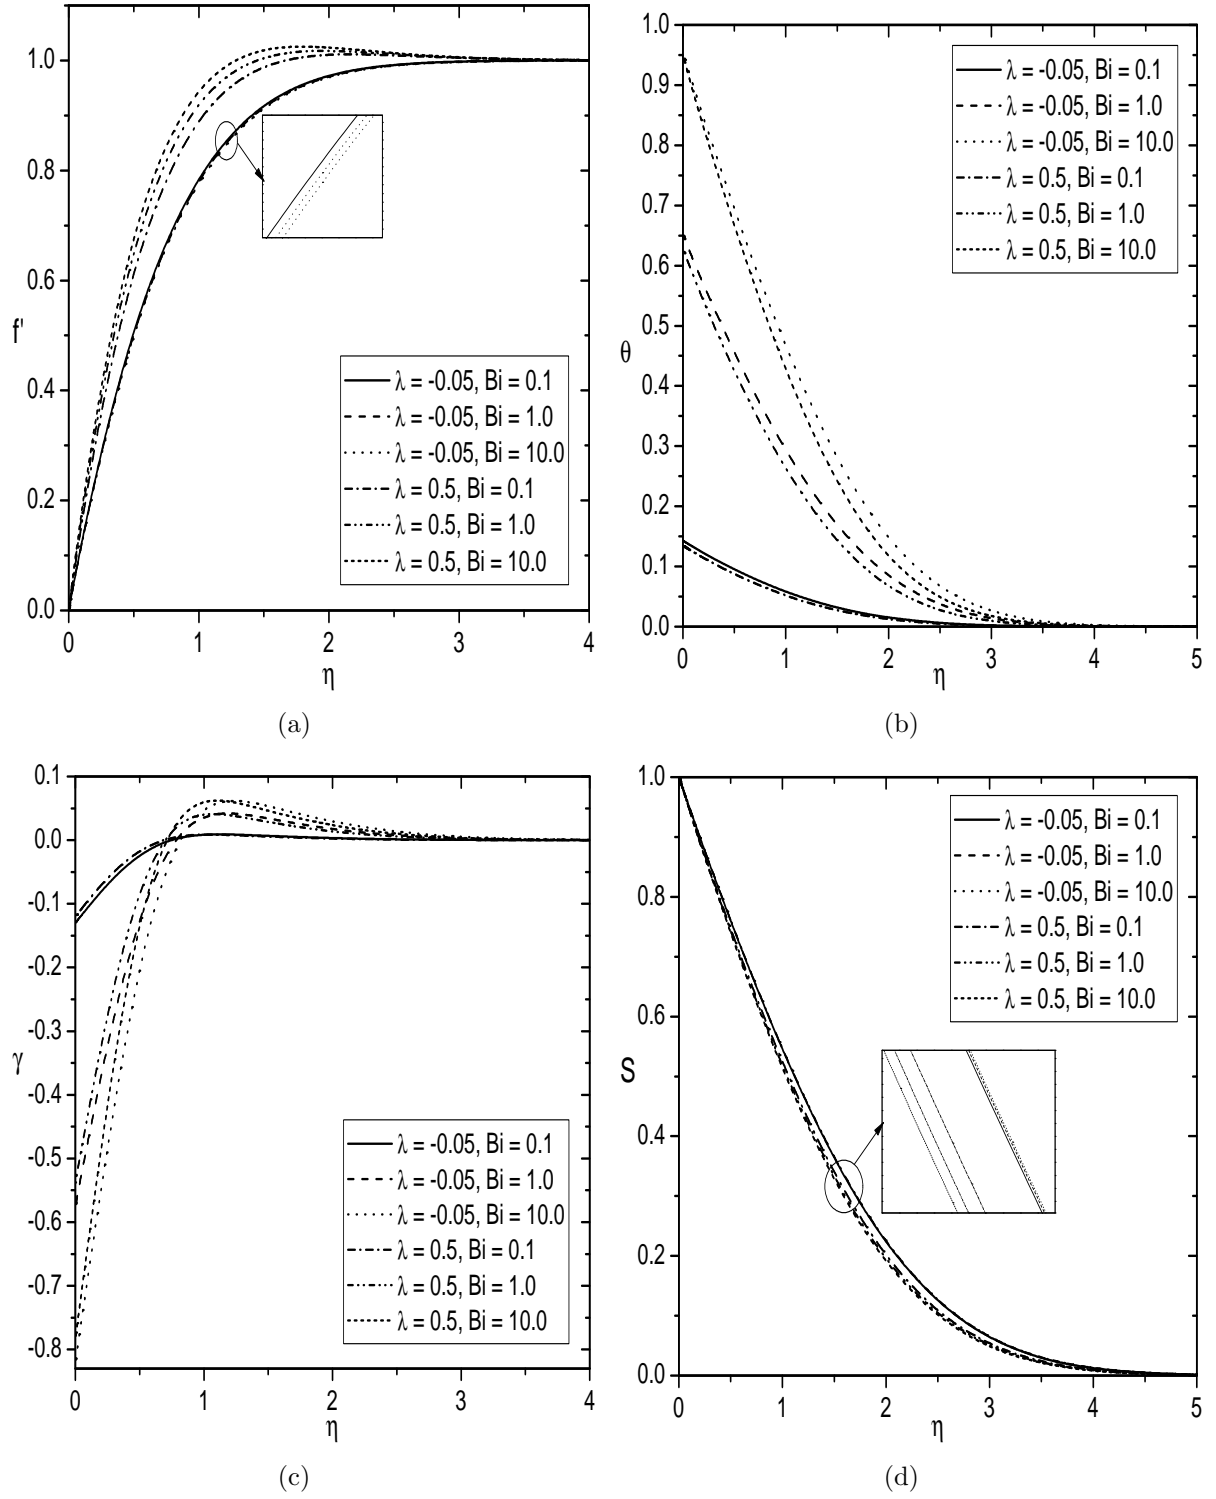 1.0
0.8
0.6
0.4
0.2
0.0
f'
λ = -0.05, Bi = 0.1
λ = -0.05, Bi = 1.0
λ = -0.05, Bi = 10.0
λ = 0.5, Bi = 0.1
λ = 0.5, Bi = 1.0
λ = 0.5, Bi = 10.0
0 1 2 3 4
η
(a)
1.0
0.9
0.8
0.7
0.6
0.5
0.4
0.3
0.2
0.1
0.0
θ
λ = -0.05, Bi = 0.1
λ = -0.05, Bi = 1.0
λ = -0.05, Bi = 10.0
λ = 0.5, Bi = 0.1
λ = 0.5, Bi = 1.0
λ = 0.5, Bi = 10.0
0 1 2 3 4 5
η
(b)
0.1
0.0
-0.1
-0.2
-0.3
-0.4
-0.5
-0.6
-0.7
-0.8
γ
λ = -0.05, Bi = 0.1
λ = -0.05, Bi = 1.0
λ = -0.05, Bi = 10.0
λ = 0.5, Bi = 0.1
λ = 0.5, Bi = 1.0
λ = 0.5, Bi = 10.0
0 1 2 3 4
η
(c)
1.0
0.8
0.6
0.4
0.2
0.0
S
λ = -0.05, Bi = 0.1
λ = -0.05, Bi = 1.0
λ = -0.05, Bi = 10.0
λ = 0.5, Bi = 0.1
λ = 0.5, Bi = 1.0
λ = 0.5, Bi = 10.0
0 1 2 3 4 5
η
(d)